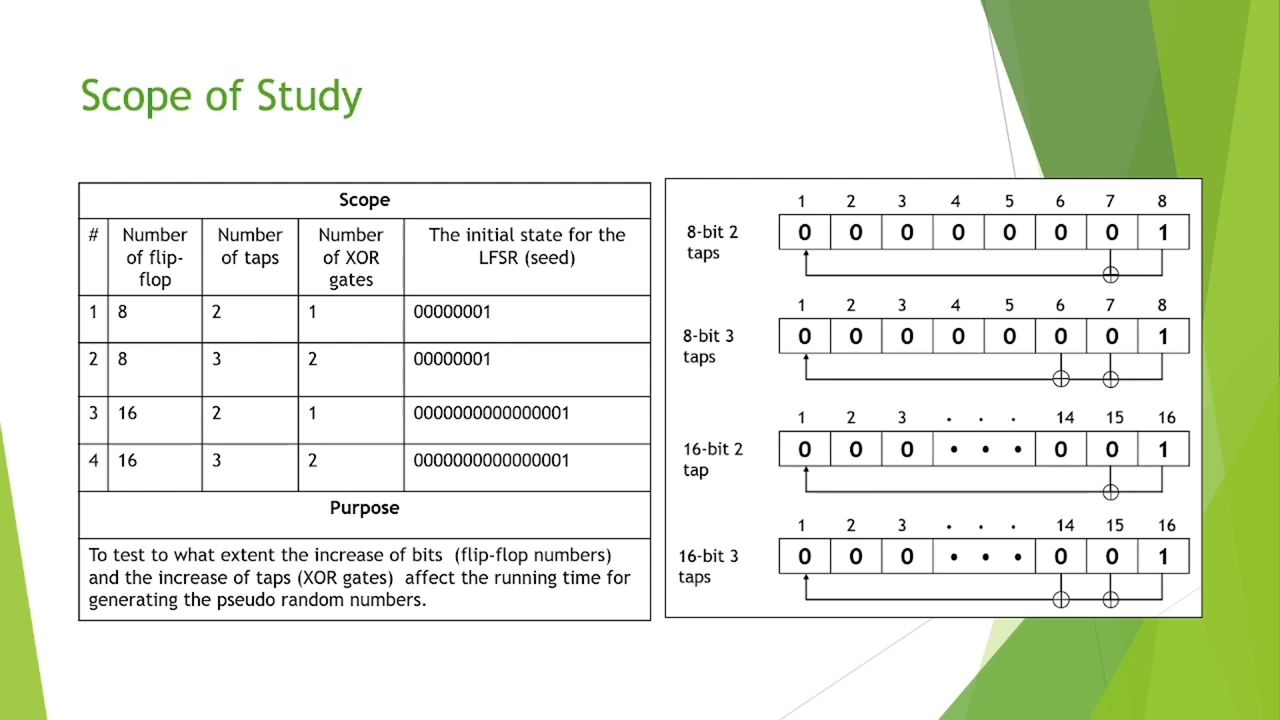 Scope of Study
Scope
# Number of flip-flop Number of taps Number of XOR gates The initial state for the LFSR (seed)
1 8 2 1 00000001
2 8 3 2 00000001
3 16 2 1 0000000000000001
4 16 3 2 0000000000000001
Purpose
To test to what extent the increase of bits (flip-flop numbers)
and the increase of taps (XOR gates) affect the running time for
generating the pseudo random numbers.
1 2 3 4 5 6 7 8
8-bit 2 taps
0 0 0 0 0 0 0 1
1 2 3 4 5 6 7 8
8-bit 3 taps
0 0 0 0 0 0 0 1
1 2 3 . . . 14 15 16
16-bit 2 tap
0 0 0 • • • 0 0 1
1 2 3 . . . 14 15 16
16-bit 3 taps
0 0 0 • • • 0 0 1